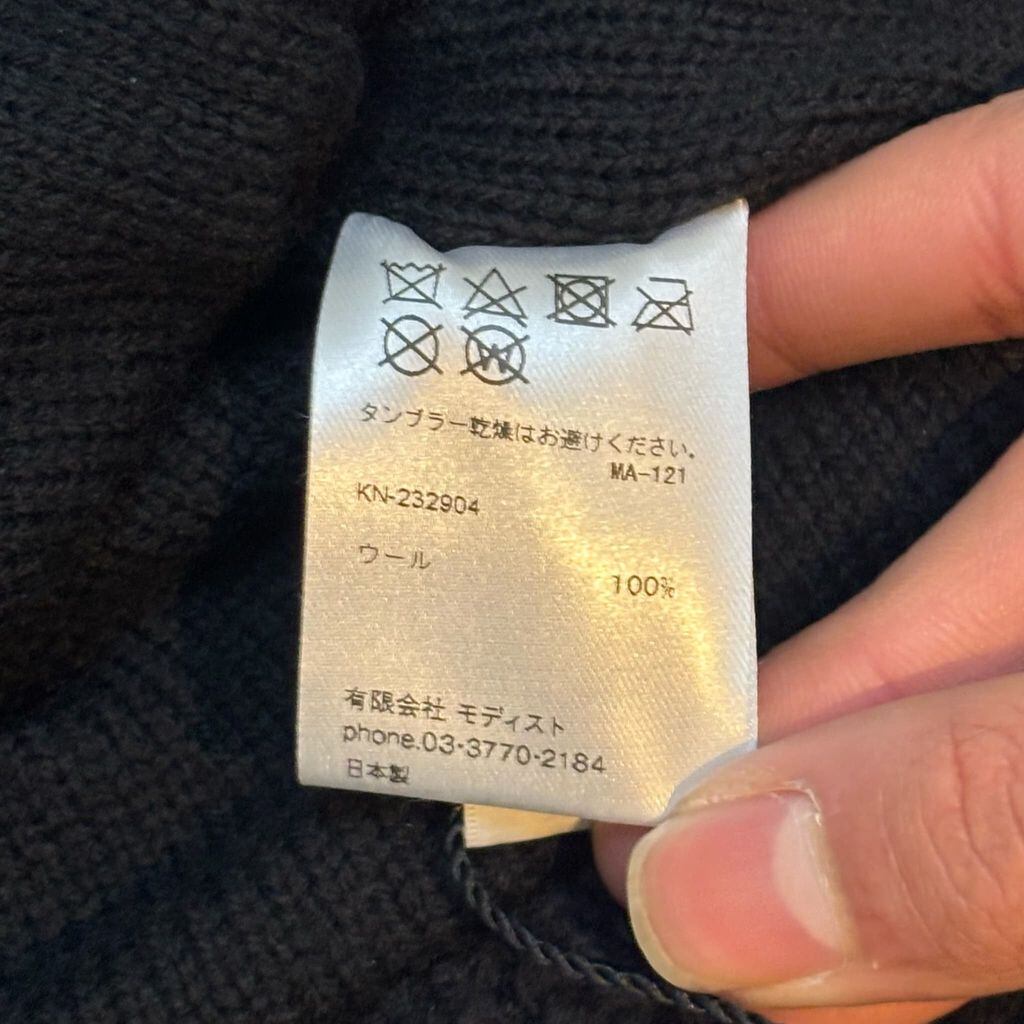 W
タンブラー乾燥はお避けください。
MA-121
KN-232904
ウール
100%
有限会社 モディスト
phone.03・3770・2184
日本製